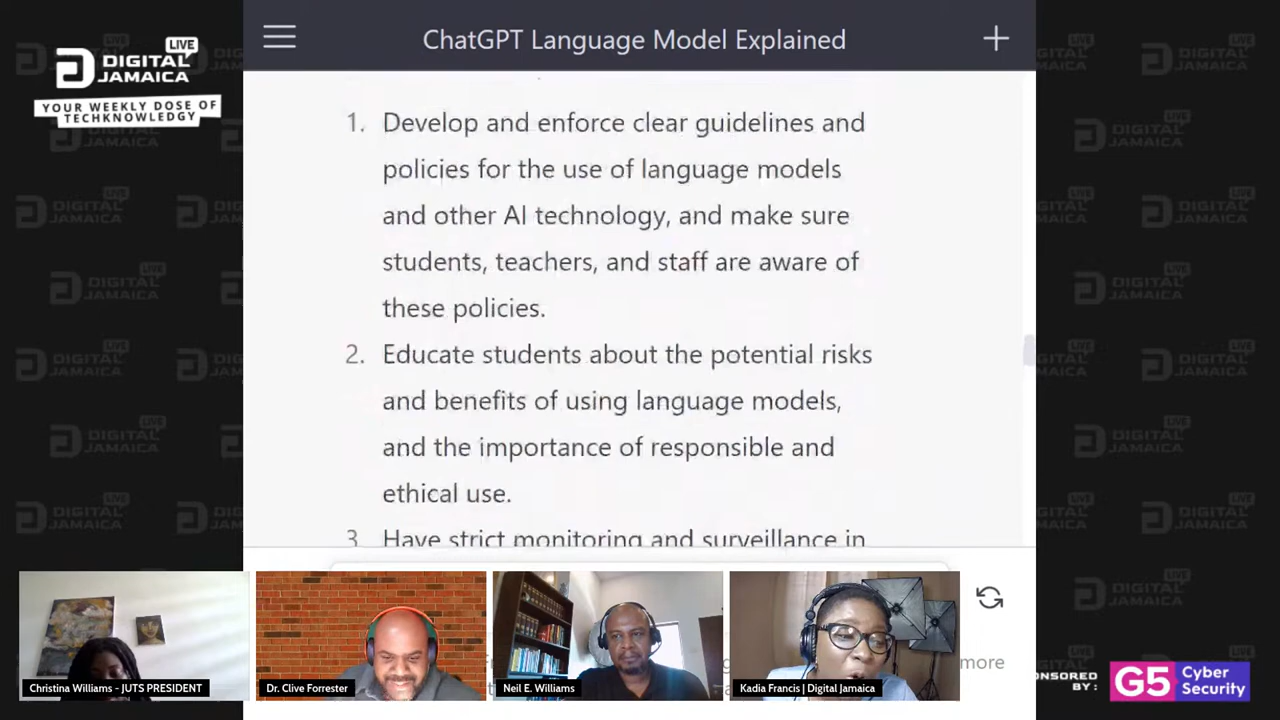 LIVE
DIGITAL
JAMAICA
YOUR WEEKLY DOSE OF
TECHKNOWLEDGY
ChatGPT Language Model Explained
1. Develop and enforce clear guidelines and
policies for the use of language models
and other AI technology, and make sure
students, teachers, and staff are aware of
these policies.
2. Educate students about the potential risks
and benefits of using language models,
and the importance of responsible and
ethical use.
3 Have strict monitoring and surveillance in
Christina Williams - JUTS PRESIDENT
Dr. Clive Forrester
Neil E. Williams
Kadia Francis | Digital Jamaica
more
BY:
G5 Cyber
Security